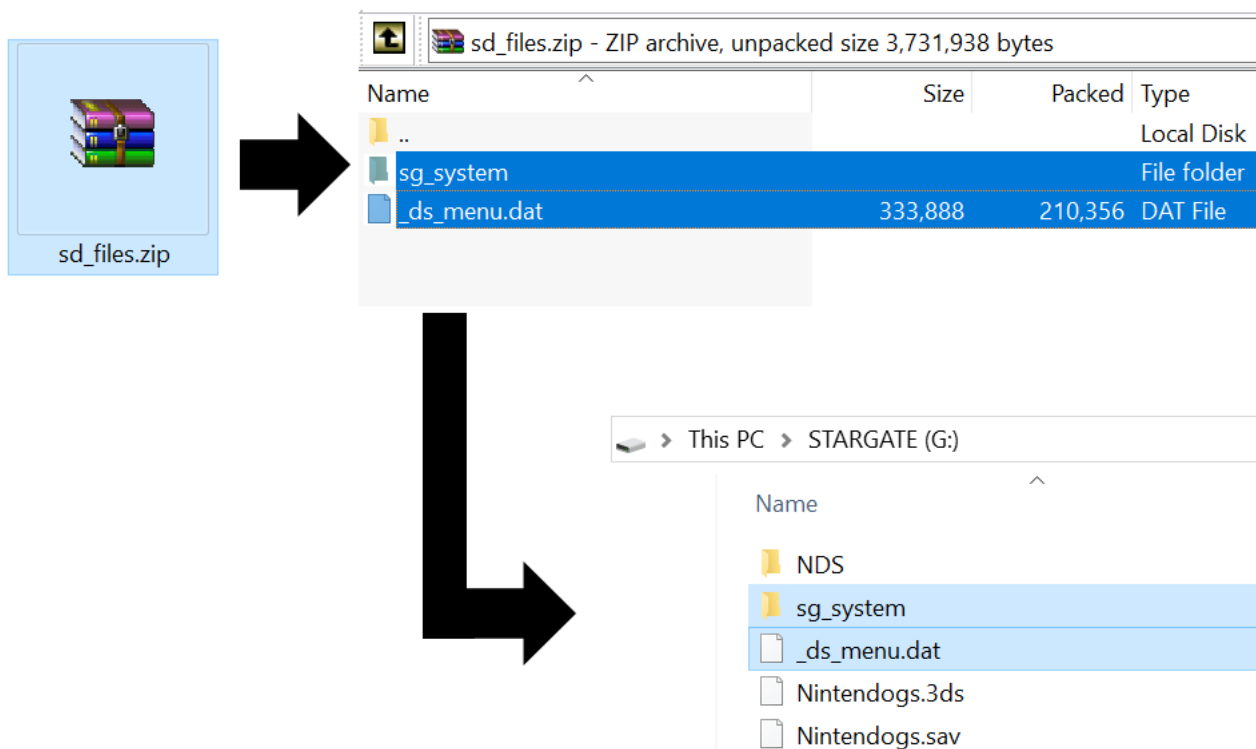 sd_files.zip - ZIP archive, unpacked size 3,731,938 bytes
Name Size Packed Type
.. Local Disk
sg_system File folder
_ds_menu.dat 333,888 210,356 DAT File
sd_files.zip
This PC > STARGATE (G:)
Name
NDS
sg_system
_ds_menu.dat
Nintendogs.3ds
Nintendogs.sav